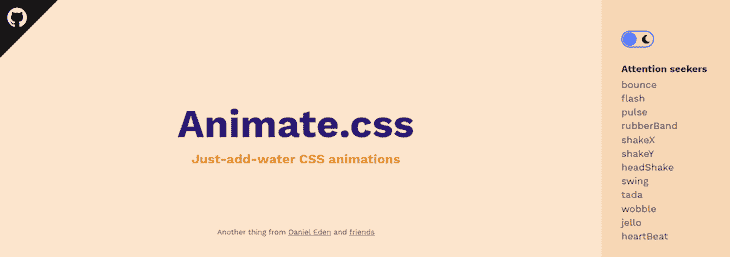 Animate.css
Just-add-water CSS animations
Another thing from Daniel Eden and friends
Attention seekers
bounce
flash
pulse
rubberBand
shakeX
shakeY
headShake
swing
tada
wobble
jello
heartBeat